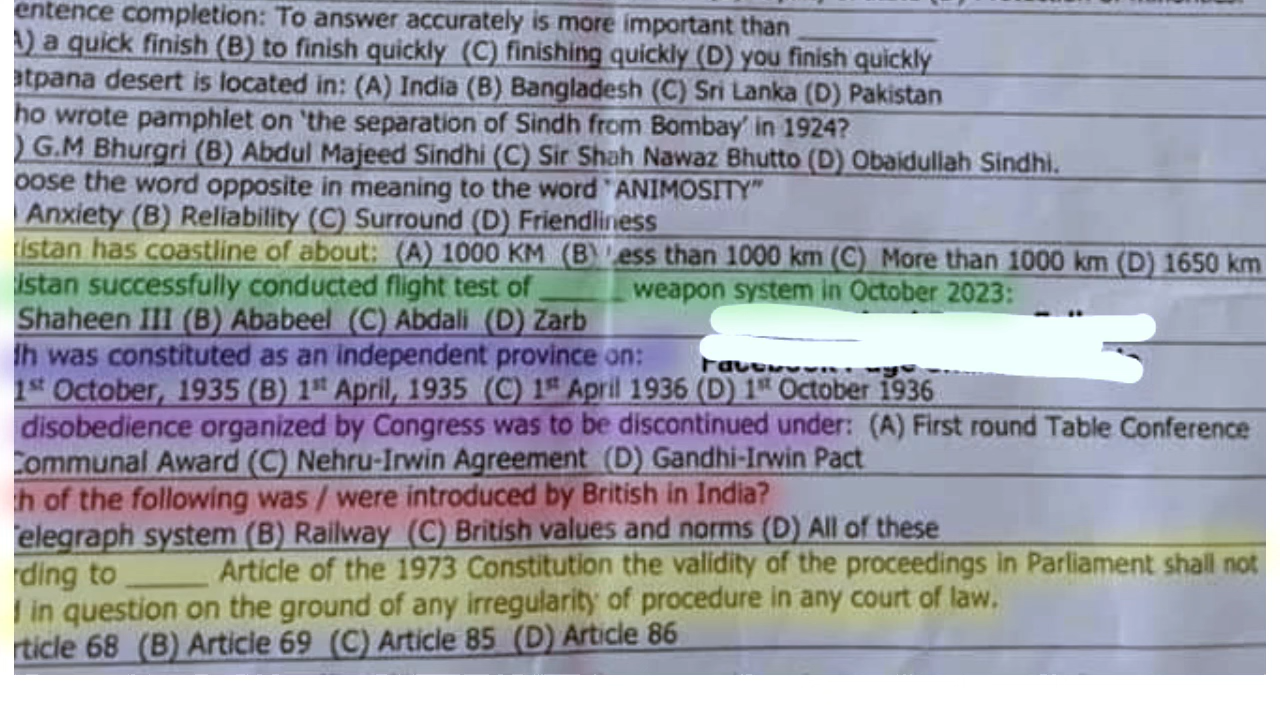 entence completion: To answer accurately is more important than ________
A) a quick finish (B) to finish quickly (C) finishing quickly (D) you finish quickly
atpana desert is located in: (A) India (B) Bangladesh (C) Sri Lanka (D) Pakistan
ho wrote pamphlet on 'the separation of Sindh from Bombay' in 1924?
) G.M Bhurgri (B) Abdul Majeed Sindhi (C) Sir Shah Nawaz Bhutto (D) Obaidullah Sindhi.
oose the word opposite in meaning to the word "ANIMOSITY"
Anxiety (B) Reliability (C) Surround (D) Friendliness
istan has coastline of about: (A) 1000 KM (B) Less than 1000 km (C) More than 1000 km (D) 1650 km
istan successfully conducted flight test of _____ weapon system in October 2023:
Shaheen III (B) Ababeel (C) Abdali (D) Zarb
dh was constituted as an independent province on:
1st October, 1935 (B) 1st April, 1935 (C) 1st April 1936 (D) 1st October 1936
disobedience organized by Congress was to be discontinued under: (A) First round Table Conference
Communal Award (C) Nehru-Irwin Agreement (D) Gandhi-Irwin Pact
h of the following was / were introduced by British in India?
elegraph system (B) Railway (C) British values and norms (D) All of these
rding to _____ Article of the 1973 Constitution the validity of the proceedings in Parliament shall not
d in question on the ground of any irregularity of procedure in any court of law.
rticle 68 (B) Article 69 (C) Article 85 (D) Article 86